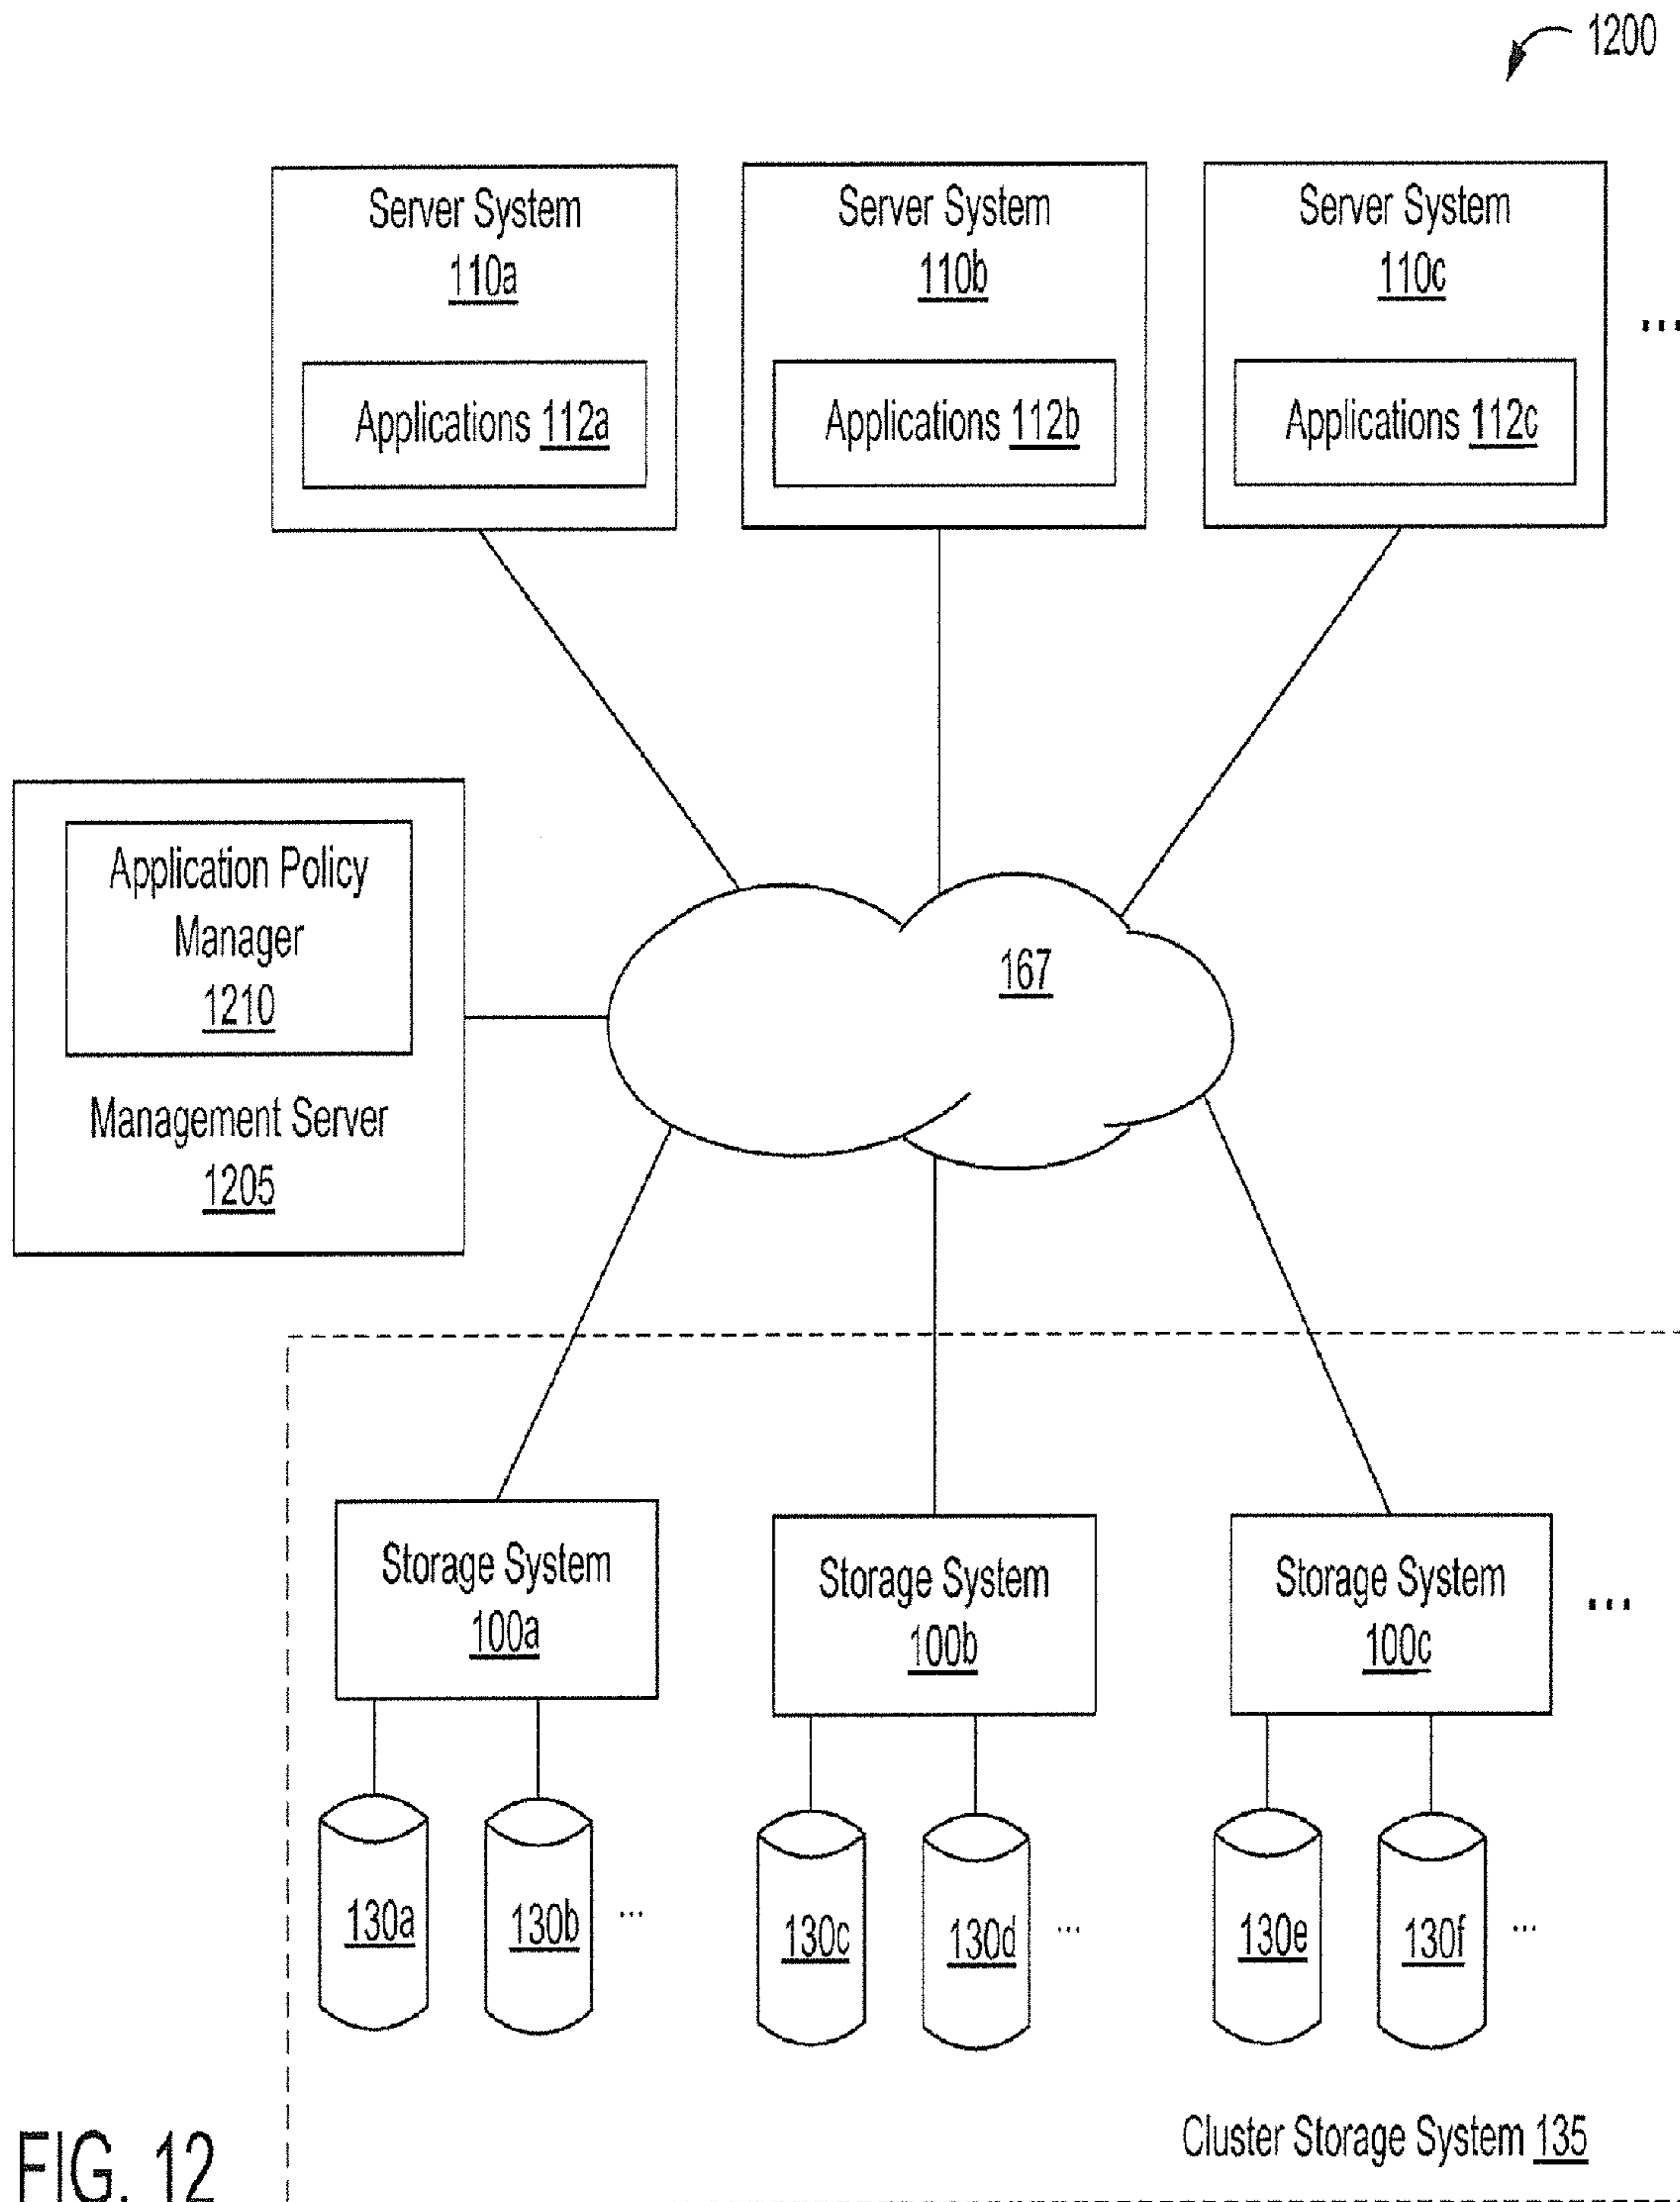 1200
Server System
110a
Applications 112a
Server System
110b
Applications 112b
Server System
110c
Applications 112c
...
Application Policy
Manager
1210
Management Server
1205
167
Storage System
100a
Storage System
100b
Storage System
100c
...
130a
130b
...
130c
130d
...
130e
130f
...
Cluster Storage System 135
FIG. 12